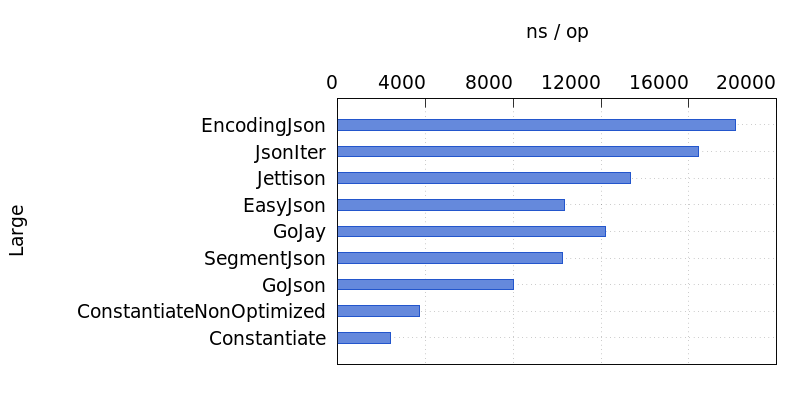 ns / op
0 4000 8000 12000 16000 20000
EncodingJson
JsonIter
Jettison
EasyJson
GoJay
SegmentJson
GoJson
ConstantiateNonOptimized
Constantiate
Large